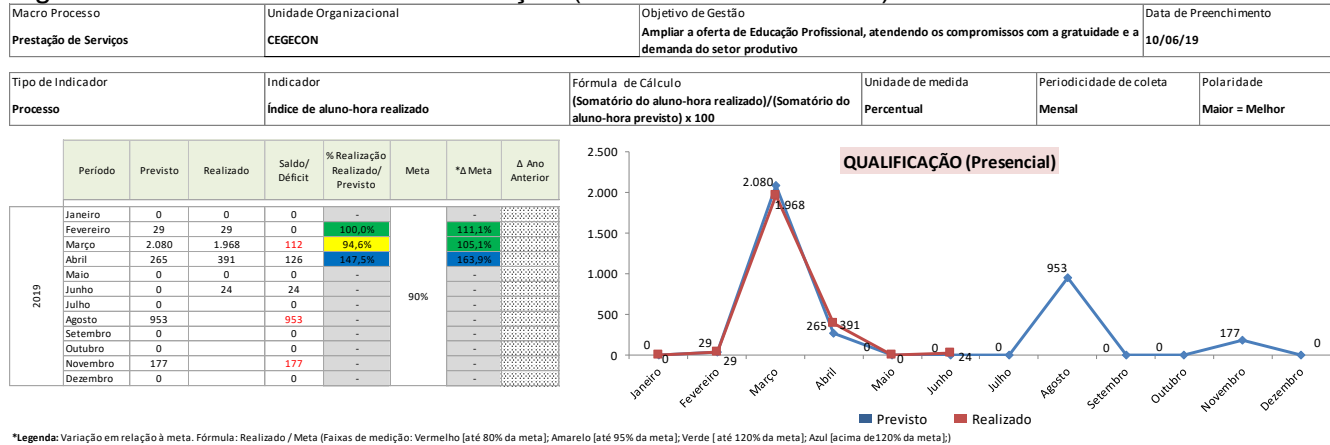 Macro Processo Unidade Organizacional Objetivo de Gestão Data de Preenchimento
Prestação de Serviços CEGECON Ampliar a oferta de Educação Profissional, atendendo os compromissos com a gratuidade e a demanda do setor produtivo 10/06/19
Tipo de Indicador Indicador Fórmula de Cálculo Unidade de medida Periodicidade de coleta Polaridade
Processo Índice de aluno-hora realizado (Somatório do aluno-hora realizado)/(Somatório do aluno-hora previsto) x 100 Percentual Mensal Maior = Melhor
Período Previsto Realizado Saldo/ Déficit % Realização Realizado/ Previsto Meta *Δ Meta Δ Ano Anterior
2019
Janeiro 0 0 0 - -
Fevereiro 29 29 0 100,0% 111,1%
Março 2.080 1.968 112 94,6% 105,1%
Abril 265 391 126 147,5% 163,9%
Maio 0 0 0 - -
Junho 0 24 24 - -
90%
Julho 0 0 - -
Agosto 953 953 - -
Setembro 0 0 - -
Outubro 0 0 - -
Novembro 177 177 - -
Dezembro 0 0 - -
QUALIFICAÇÃO (Presencial)
2.500
2.000
1.500
1.000
500
0
0 29 2.080 265 0 0 0 953 0 0 177 0
0 29 1.968 391 0 24
Janeiro Fevereiro Março Abril Maio Junho Julho Agosto Setembro Outubro Novembro Dezembro
Previsto Realizado
*Legenda: Variação em relação à meta. Fórmula: Realizado / Meta (Faixas de medição: Vermelho [até 80% da meta]; Amarelo [até 95% da meta]; Verde [ até 120% da meta]; Azul [acima de120% da meta];)